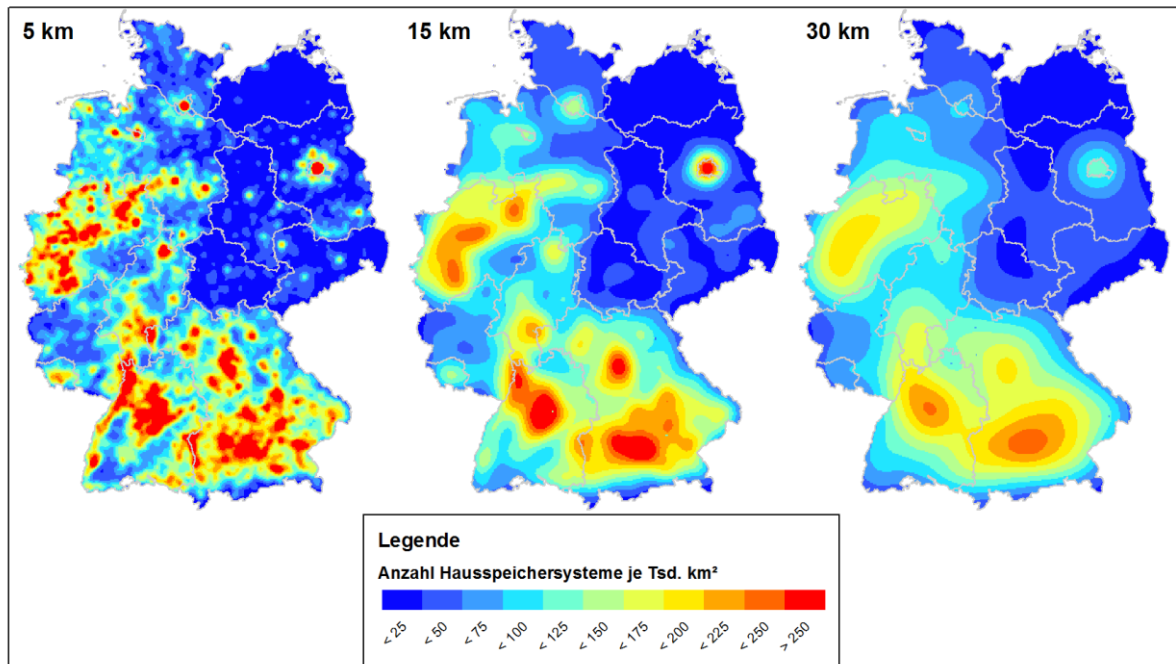 5 km
15 km
30 km
Legende
Anzahl Hausspeichersysteme je Tsd. km²
< 25
< 50
< 75
< 100
< 125
< 150
< 175
< 200
< 225
< 250
> 250